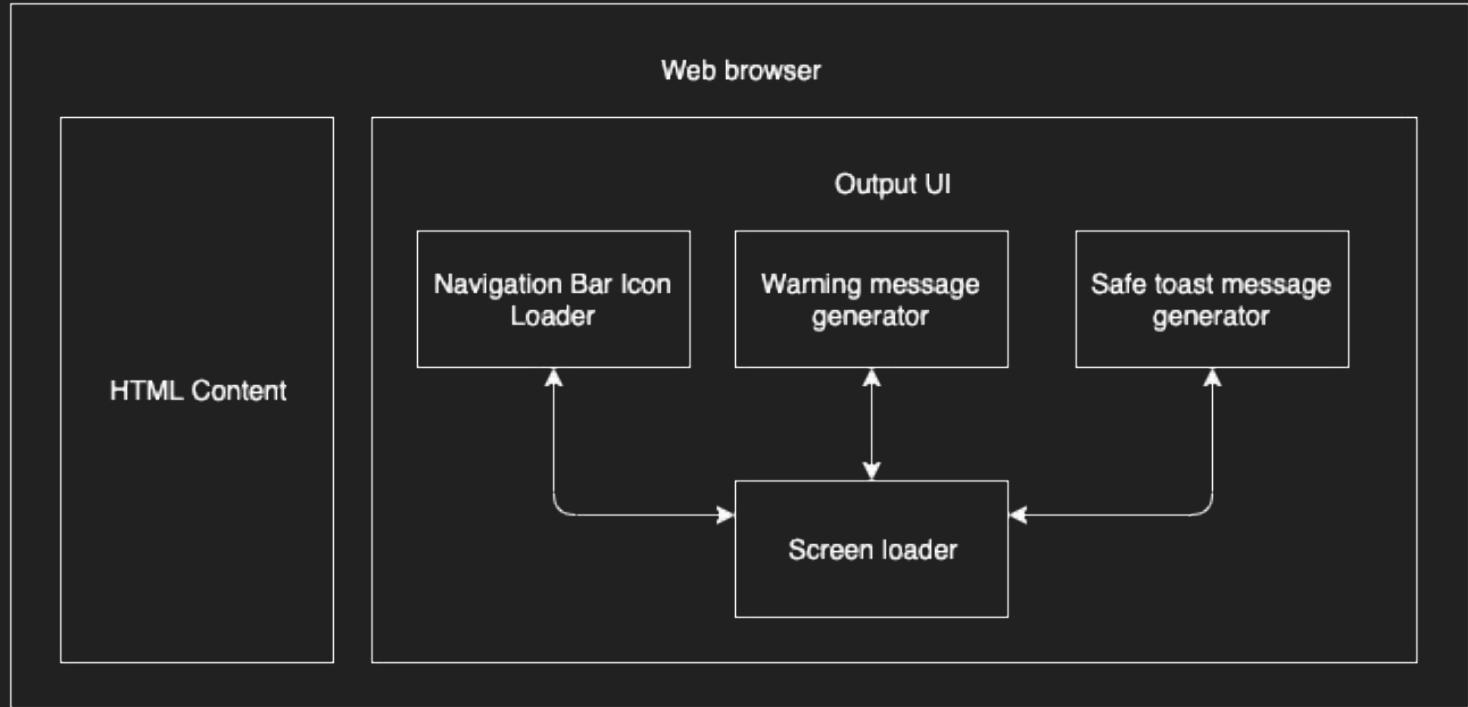 Web browser
Output UI
Navigation Bar Icon
Loader
Warning message
generator
Safe toast message
generator
HTML Content
Screen loader